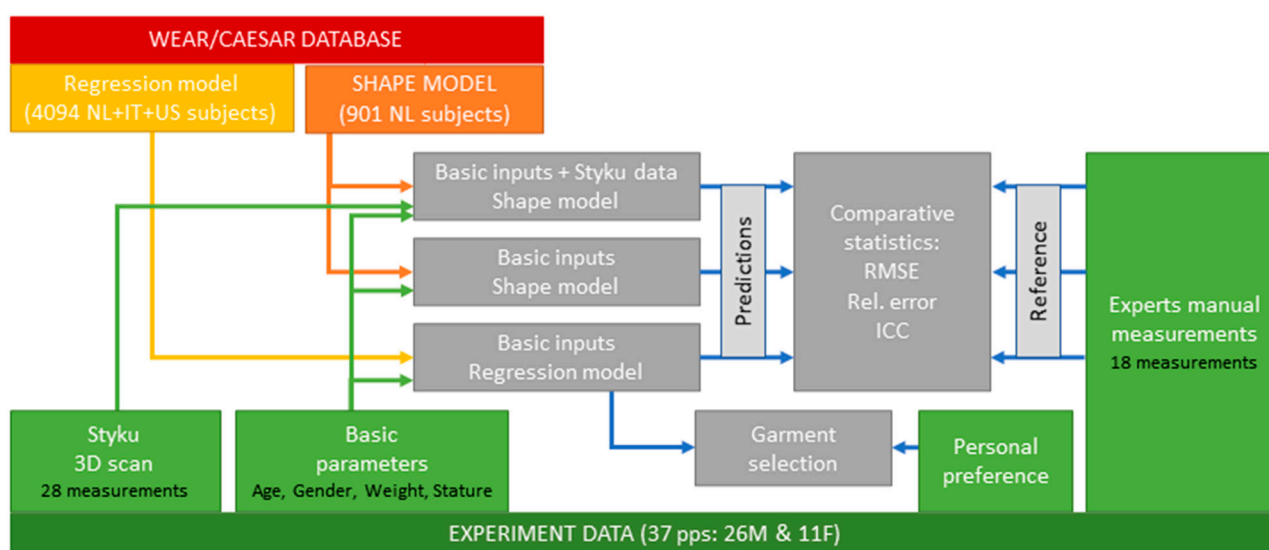 WEAR/CAESAR DATABASE
Regression model
(4094 NL+IT+US subjects)
SHAPE MODEL
(901 NL subjects)
Basic inputs + Styku data
Shape model
Basic inputs
Shape model
Basic inputs
Regression model
Predictions
Comparative
statistics:
RMSE
Rel. error
ICC
Reference
Experts manual
measurements
18 measurements
Styku
3D scan
28 measurements
Basic
parameters
Age, Gender, Weight, Stature
Garment
selection
Personal
preference
EXPERIMENT DATA (37 pps: 26M & 11F)